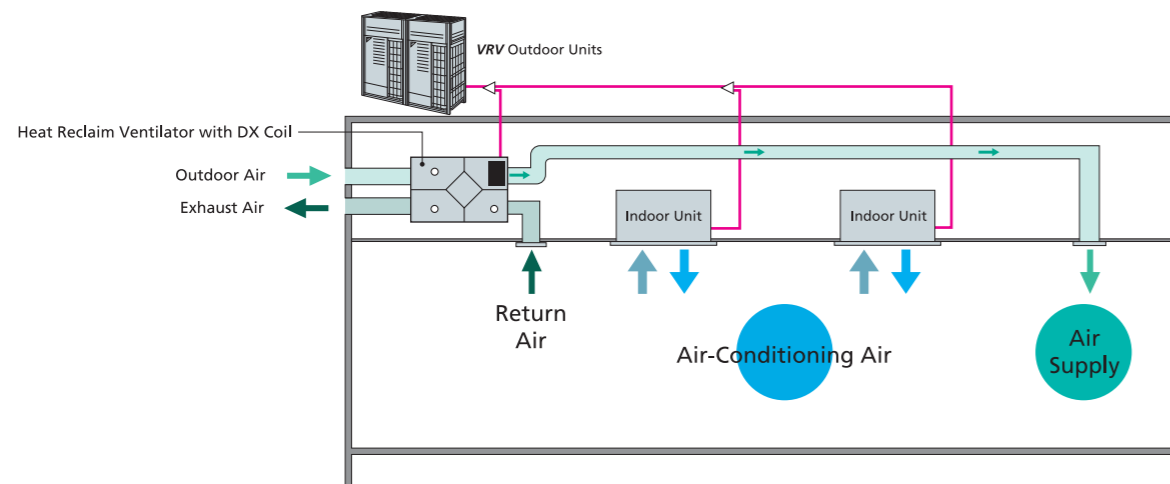 VRV Outdoor Units
Heat Reclaim Ventilator with DX Coil
Outdoor Air
Exhaust Air
Indoor Unit
Indoor Unit
Return
Air
Air-Conditioning Air
Air
Supply